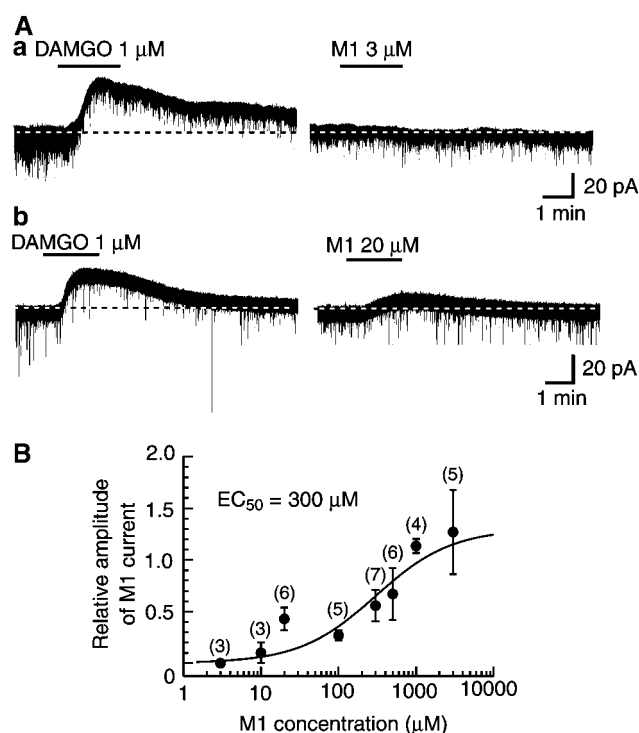 A
a
DAMGO 1 μM M1 3 μM
20 pA
1 min
b
DAMGO 1 μM M1 20 μM
20 pA
1 min
B
Relative amplitude
of M1 current
2.0
1.5
1.0
0.5
0
EC50 = 300 μM
(3)
(3)
(6)
(5)
(7)
(6)
(4)
(5)
1 10 100 1000 10000
M1 concentration (μM)